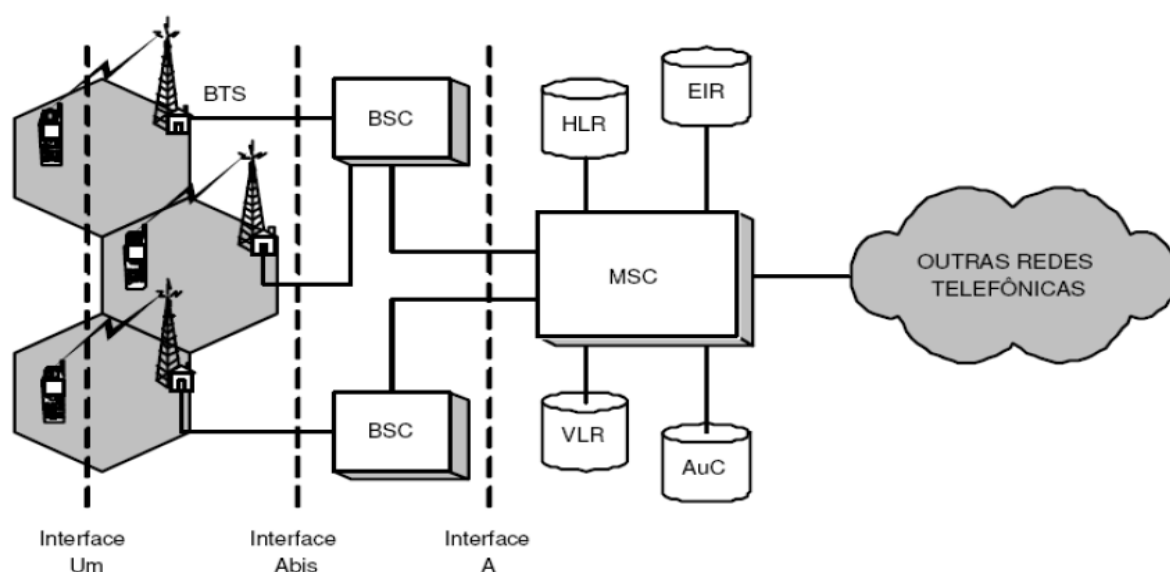 BTS
BSC
HLR
EIR
MSC
OUTRAS REDES
TELEFÔNICAS
BSC
VLR
AuC
Interface
Um
Interface
Abis
Interface
A